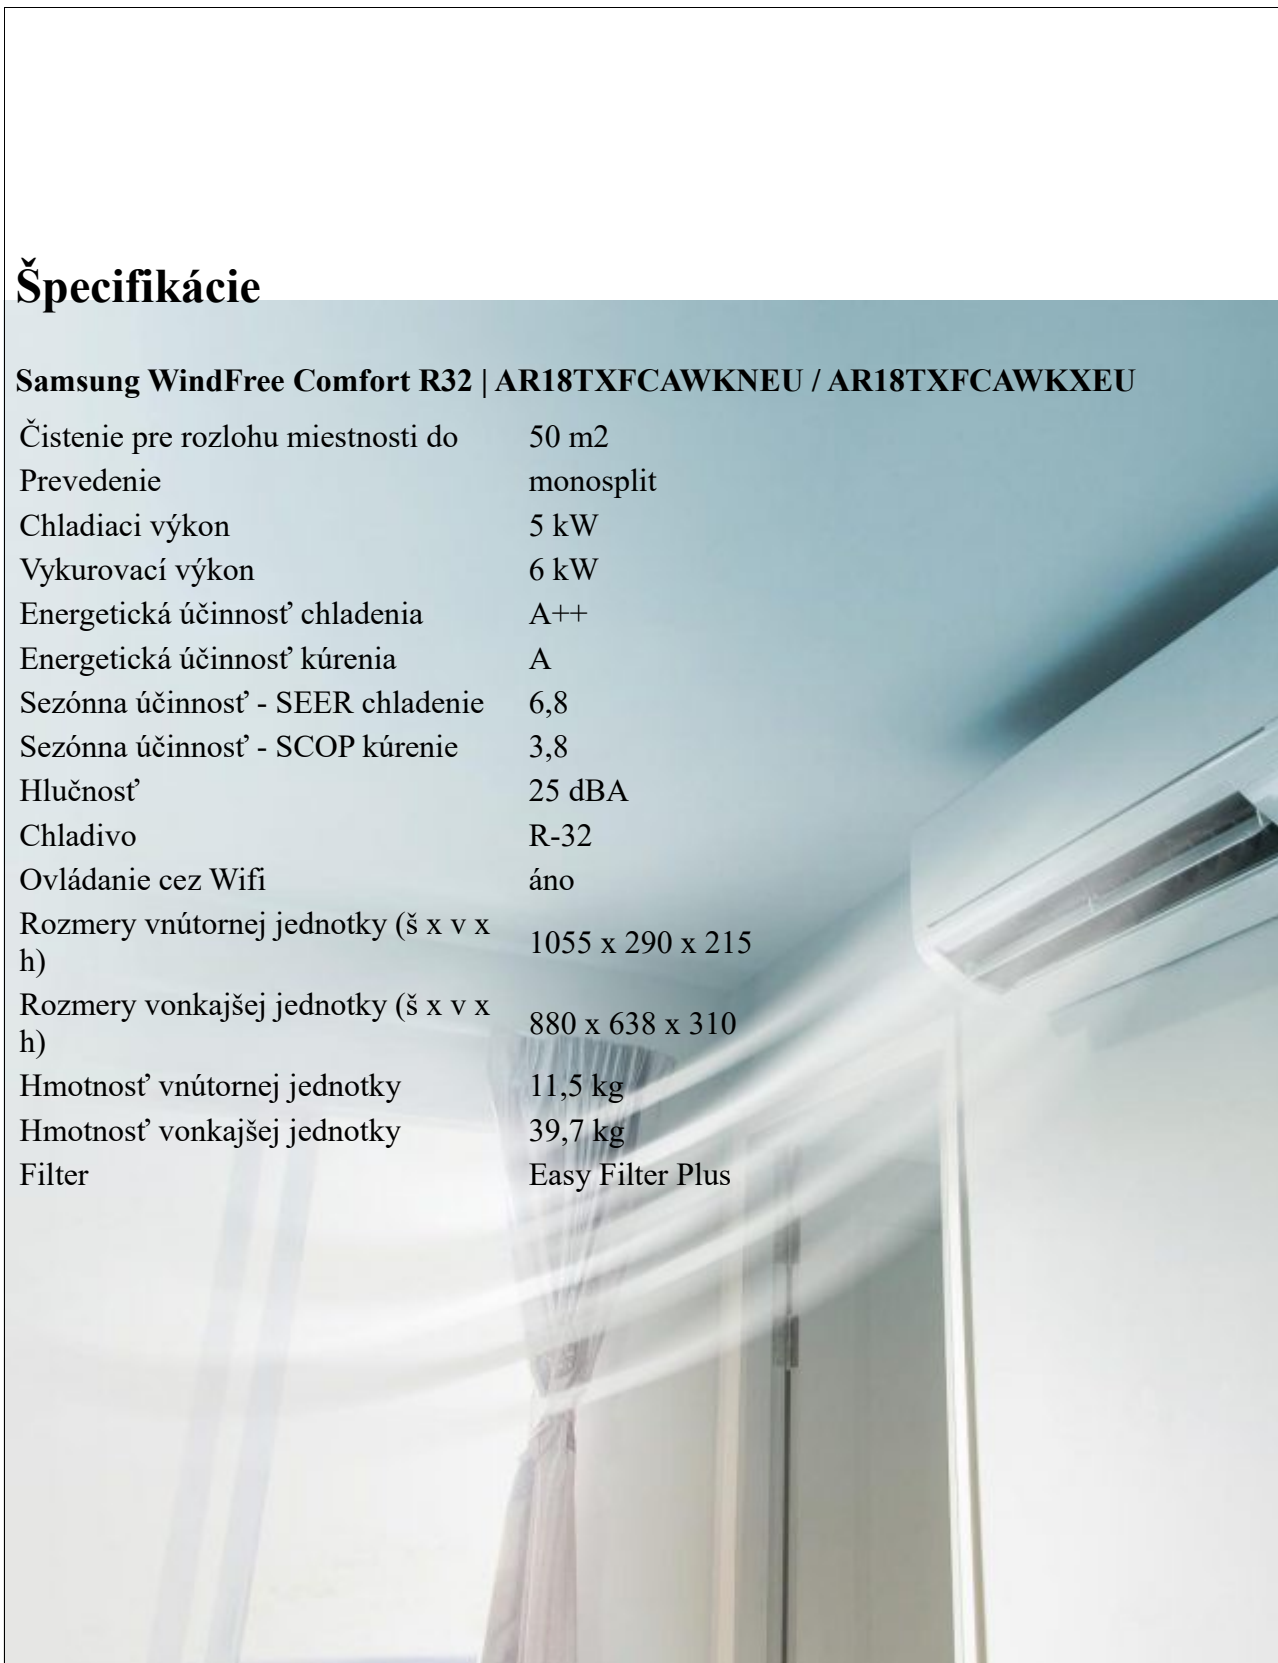 Špecifikácie
Samsung WindFree Comfort R32 | AR18TXFCAWKNEU / AR18TXFCAWKXEU
Čistenie pre rozlohu miestnosti do 50 m2
Prevedenie monosplit
Chladiaci výkon 5 kW
Vykurovací výkon 6 kW
Energetická účinnosť chladenia A++
Energetická účinnosť kúrenia A
Sezónna účinnosť - SEER chladenie 6,8
Sezónna účinnosť - SCOP kúrenie 3,8
Hlučnosť 25 dBA
Chladivo R-32
Ovládanie cez Wifi áno
Rozmery vnútornej jednotky (š x v x
h) 1055 x 290 x 215
Rozmery vonkajšej jednotky (š x v x
h) 880 x 638 x 310
Hmotnosť vnútornej jednotky 11,5 kg
Hmotnosť vonkajšej jednotky 39,7 kg
Filter Easy Filter Plus